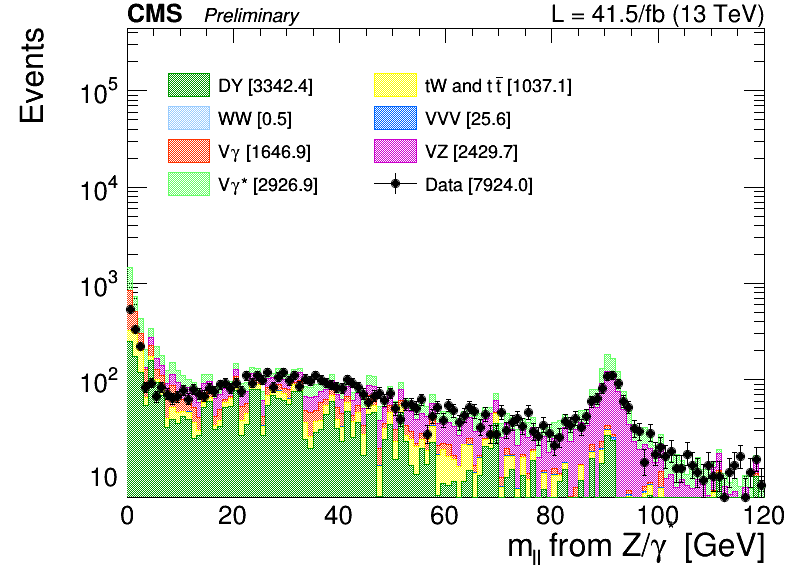 CMS Preliminary L = 41.5/fb (13 TeV)
Events
DY [3342.4]
WW [0.5]
Vγ [1646.9]
Vγ* [2926.9]
tW and t t̄ [1037.1]
VVV [25.6]
VZ [2429.7]
Data [7924.0]
10⁵
10⁴
10³
10²
10
0 20 40 60 80 100 120
m_ll from Z/γ* [GeV]